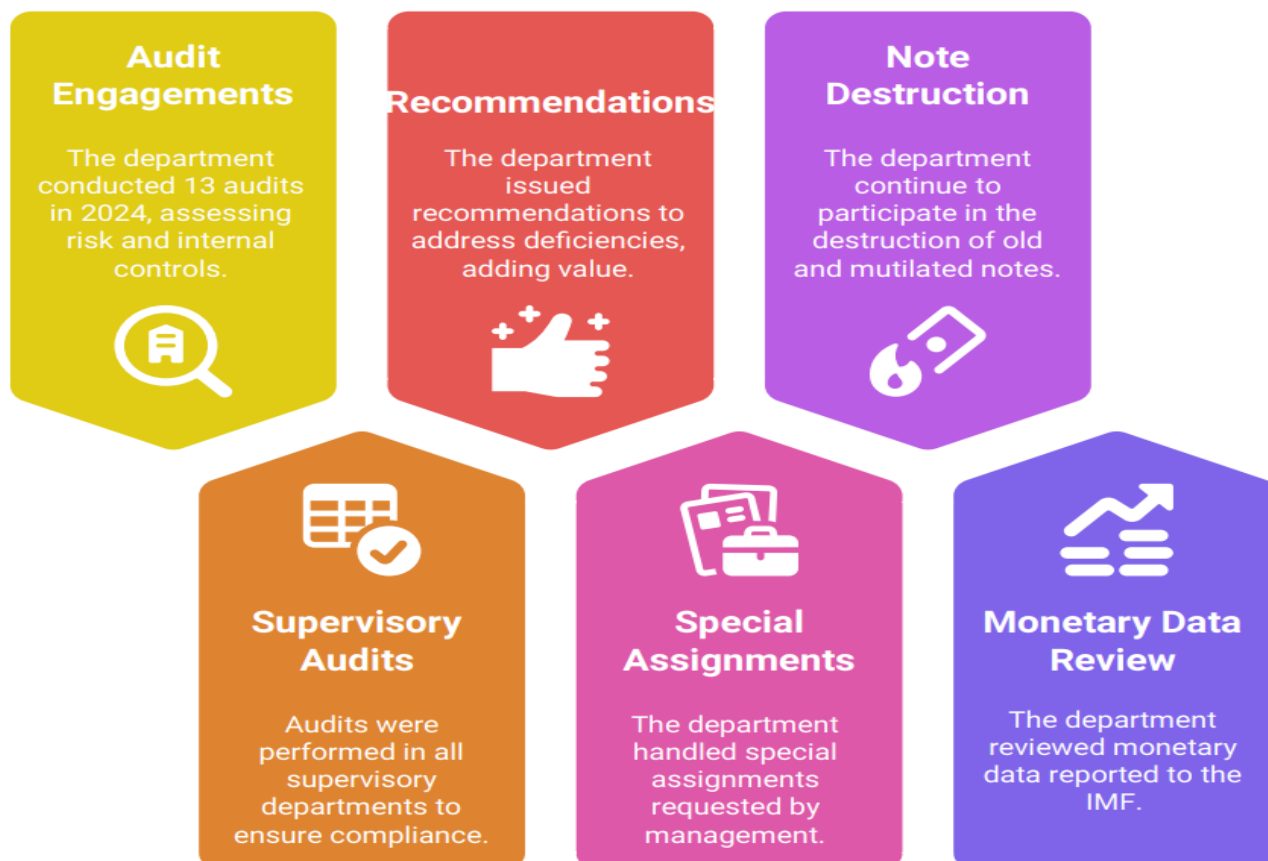 Audit
Engagements
The department
conducted 13 audits
in 2024, assessing
risk and internal
controls.
Recommendations
The department
issued
recommendations to
address deficiencies,
adding value.
Note
Destruction
The department
continue to
participate in the
destruction of old
and mutilated notes.
Supervisory
Audits
Audits were
performed in all
supervisory
departments to
ensure compliance.
Special
Assignments
The department
handled special
assignments
requested by
management.
Monetary Data
Review
The department
reviewed monetary
data reported to the
IMF.